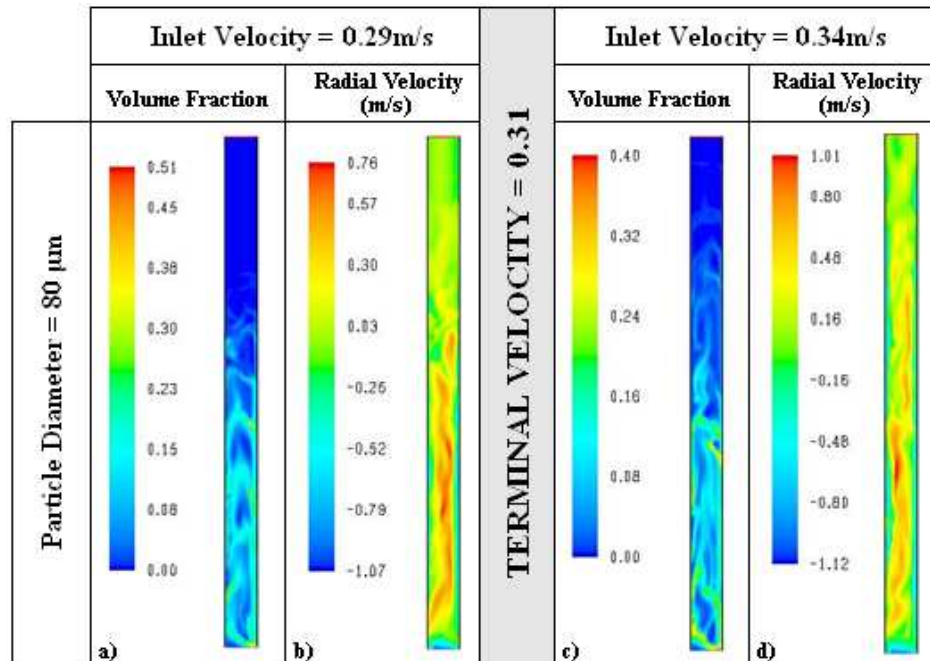 Inlet Velocity = 0.29m/s
Inlet Velocity = 0.34m/s
Volume Fraction
Radial Velocity
(m/s)
Volume Fraction
Radial Velocity
(m/s)
Particle Diameter = 80 µm
0.51
0.45
0.38
0.30
0.23
0.15
0.08
0.00
a)
0.76
0.57
0.30
0.03
-0.25
-0.52
-0.79
-1.07
b)
TERMINAL VELOCITY = 0.31
0.40
0.32
0.24
0.16
0.08
0.00
c)
1.01
0.80
0.48
0.16
-0.16
-0.48
-0.80
-1.12
d)